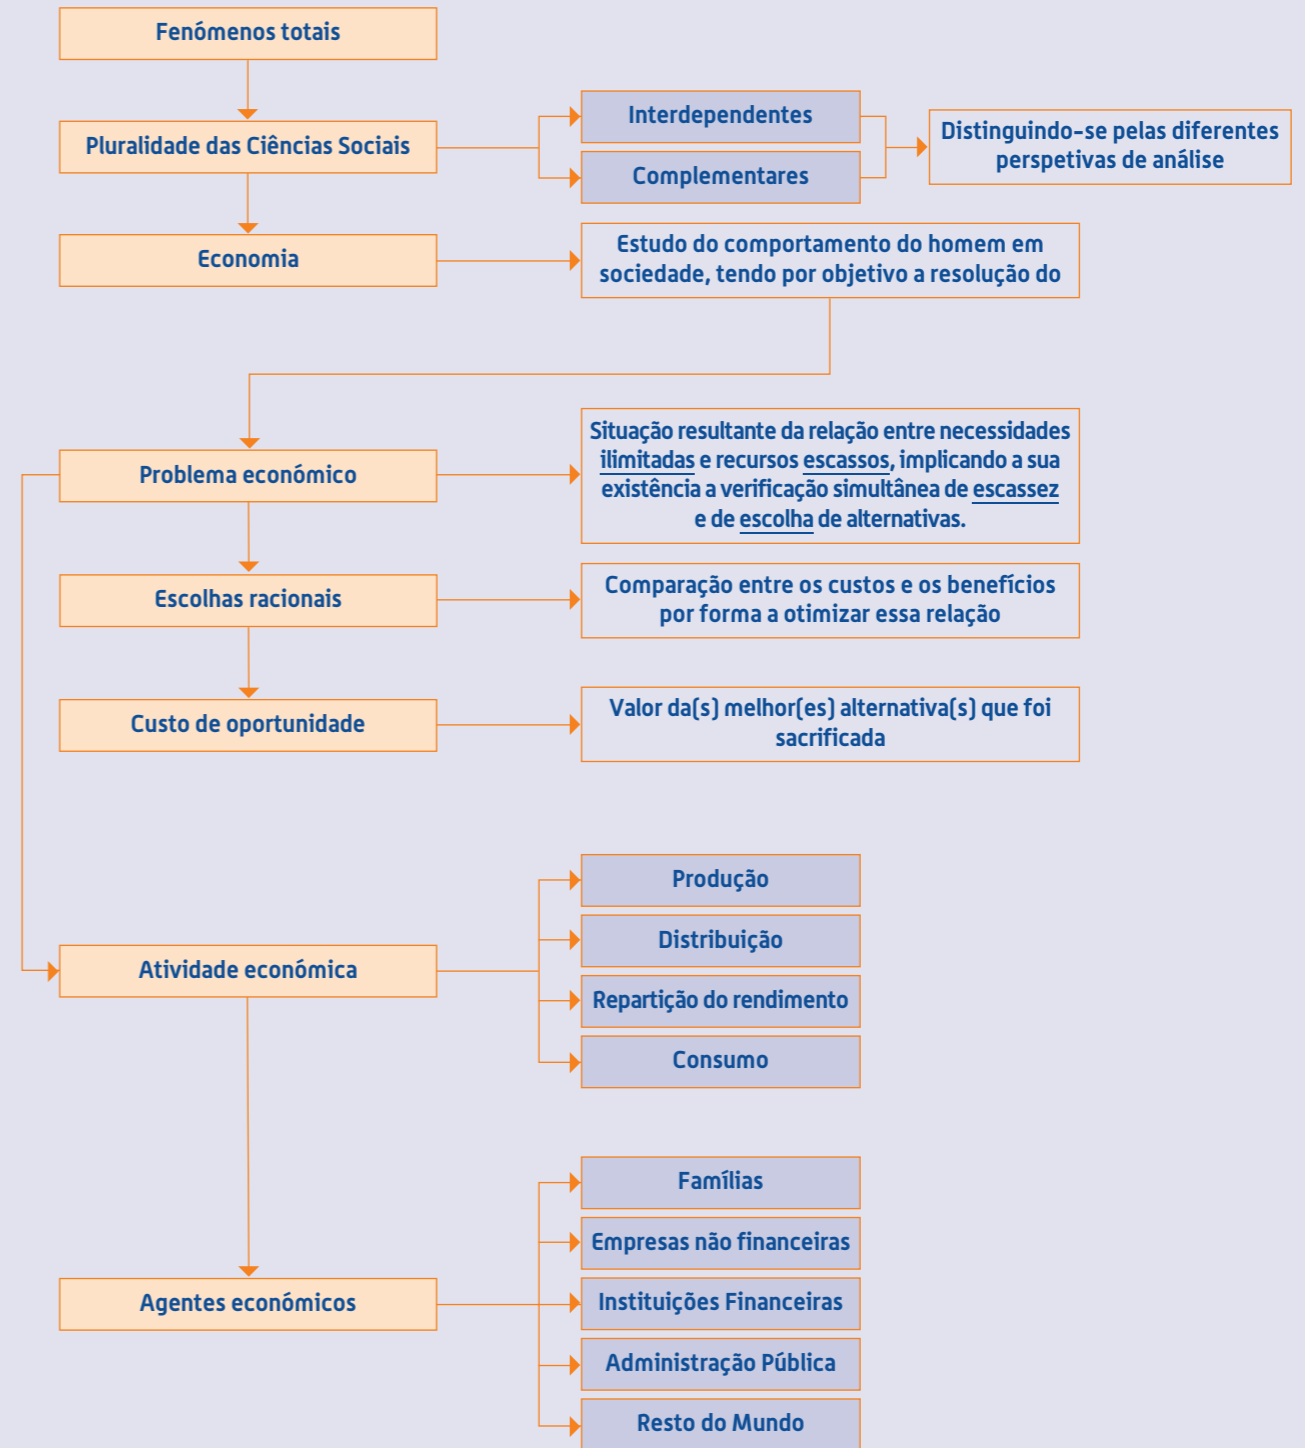 Fenómenos totais
Pluralidade das Ciências Sociais
Interdependentes
Complementares
Distinguindo-se pelas diferentes
perspetivas de análise
Economia
Estudo do comportamento do homem em
sociedade, tendo por objetivo a resolução do
Problema económico
Situação resultante da relação entre necessidades
ilimitadas e recursos escassos, implicando a sua
existência a verificação simultânea de escassez
e de escolha de alternativas.
Escolhas racionais
Comparação entre os custos e os benefícios
por forma a otimizar essa relação
Custo de oportunidade
Valor da(s) melhor(es) alternativa(s) que foi
sacrificada
Atividade económica
Produção
Distribuição
Repartição do rendimento
Consumo
Agentes económicos
Famílias
Empresas não financeiras
Instituições Financeiras
Administração Pública
Resto do Mundo